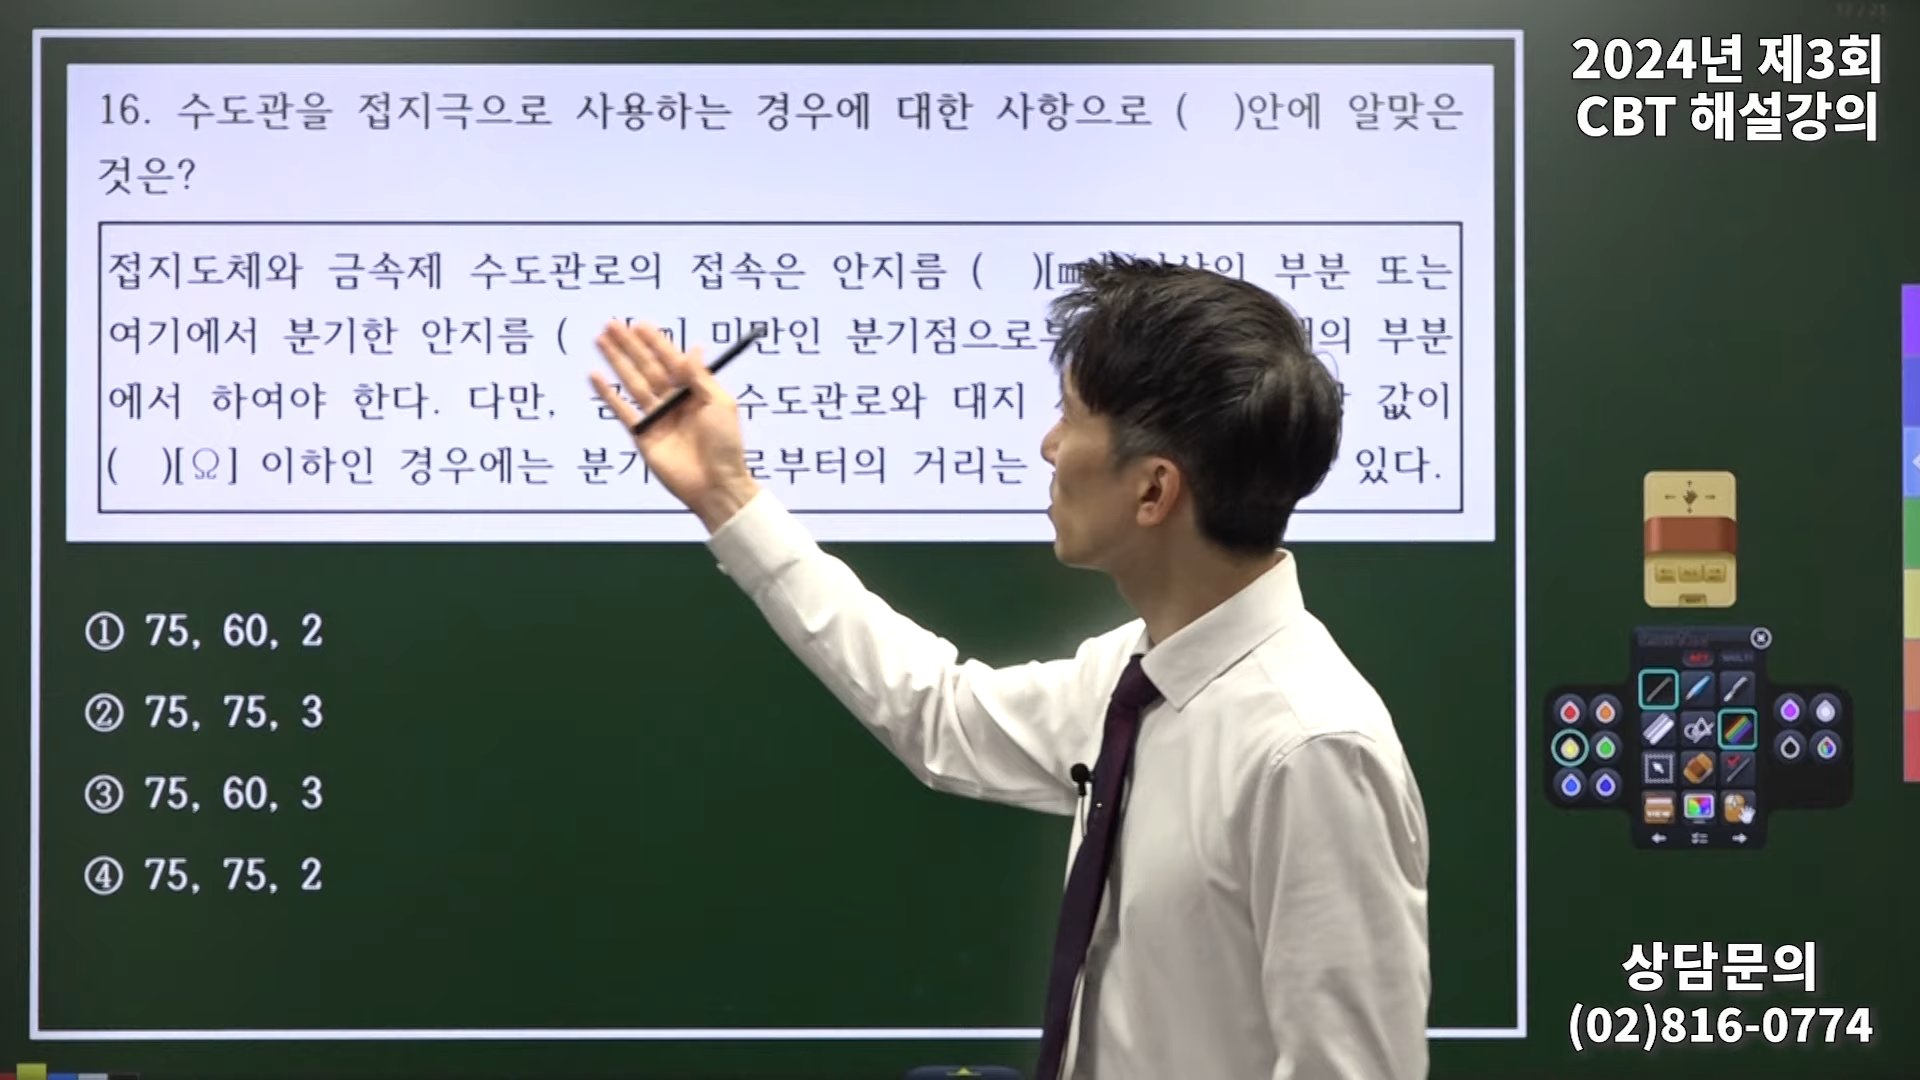 2024년 제3회
CBT 해설강의
16. 수도관을 접지극으로 사용하는 경우에 대한 사항으로 ( )안에 알맞은
것은?
접지도체와 금속제 수도관로의 접속은 안지름 ( )[㎜] 부분 또는
여기에서 분기한 안지름 ( 미만인 분기점으로부 부분
에서 하여야 한다. 다만, 수도관로와 대지 값이
( )[Ω] 이하인 경우에는 분기 로부터의 거리는 있다.
① 75, 60, 2
② 75, 75, 3
③ 75, 60, 3
④ 75, 75, 2
상담문의
(02)816-0774